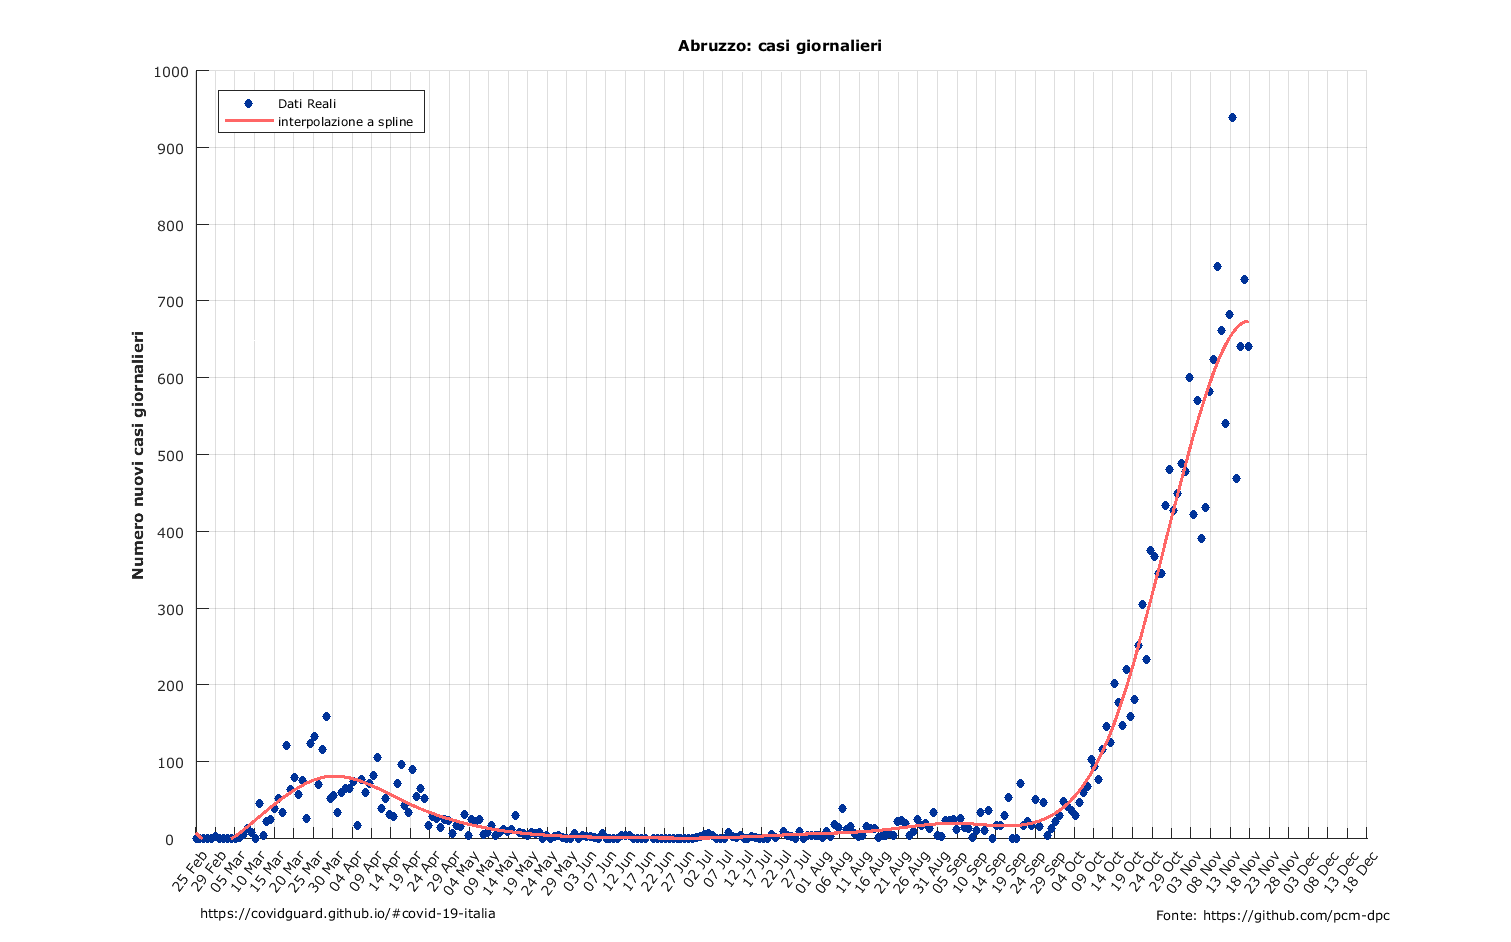 Abruzzo: casi giornalieri
Dati Reali
interpolazione a spline
Numero nuovi casi giornalieri
1000
900
800
700
600
500
400
300
200
100
0
25 Feb
29 Feb
05 Mar
10 Mar
15 Mar
20 Mar
25 Mar
30 Mar
04 Apr
09 Apr
14 Apr
19 Apr
24 Apr
29 Apr
04 May
09 May
14 May
19 May
24 May
29 May
03 Jun
07 Jun
12 Jun
17 Jun
22 Jun
27 Jun
02 Jul
07 Jul
12 Jul
17 Jul
22 Jul
27 Jul
01 Aug
06 Aug
11 Aug
16 Aug
21 Aug
26 Aug
31 Aug
05 Sep
10 Sep
14 Sep
19 Sep
24 Sep
29 Sep
04 Oct
09 Oct
14 Oct
19 Oct
24 Oct
29 Oct
03 Nov
08 Nov
13 Nov
18 Nov
23 Nov
28 Nov
03 Dec
08 Dec
13 Dec
18 Dec
https://covidguard.github.io/#covid-19-italia
Fonte: https://github.com/pcm-dpc